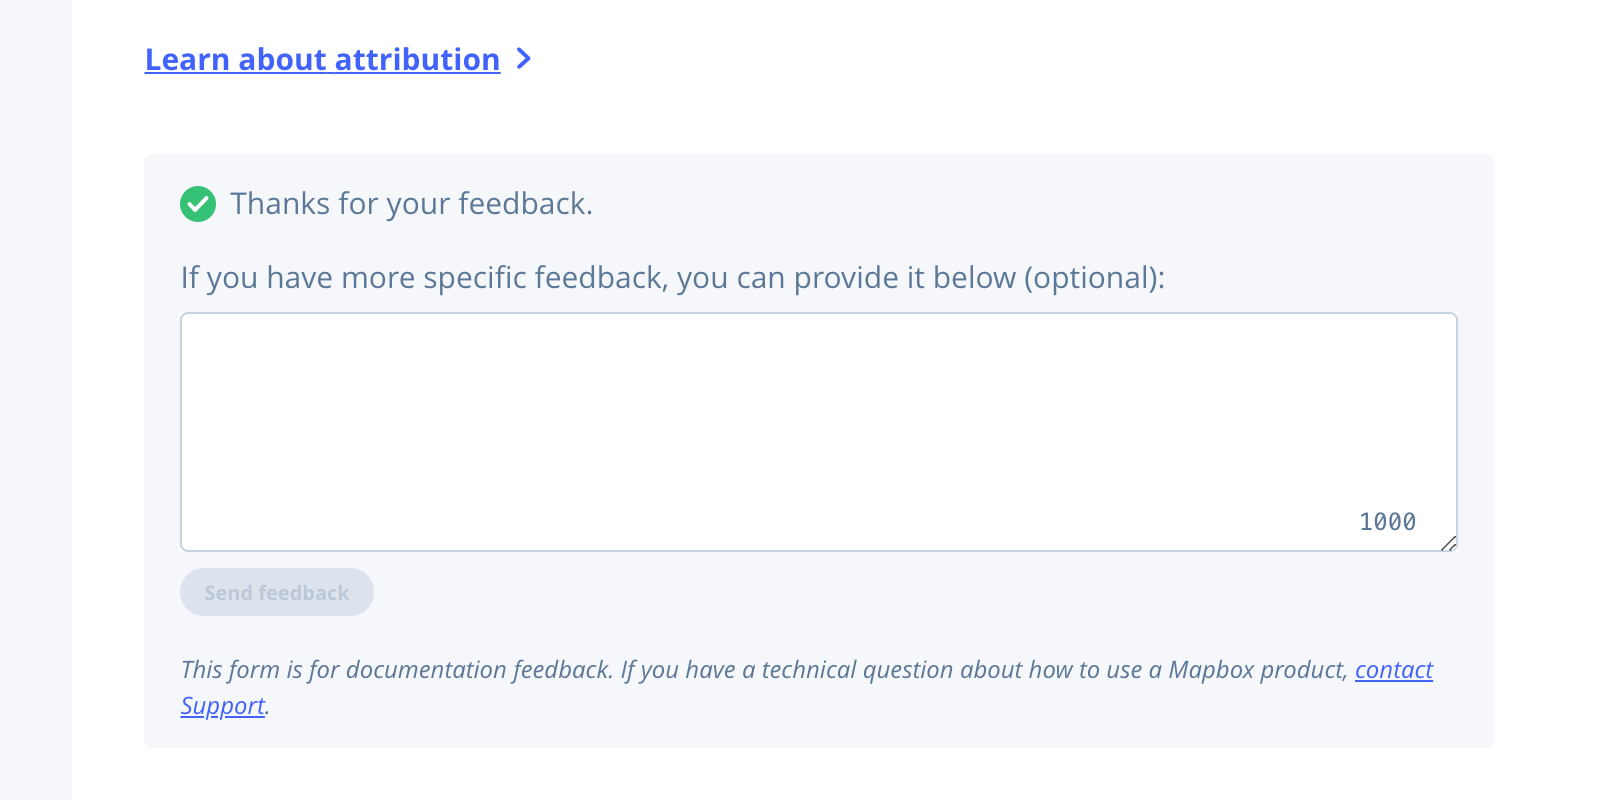 Learn about attribution
Thanks for your feedback.
If you have more specific feedback, you can provide it below (optional):
1000
Send feedback
This form is for documentation feedback. If you have a technical question about how to use a Mapbox product, contact
Support.